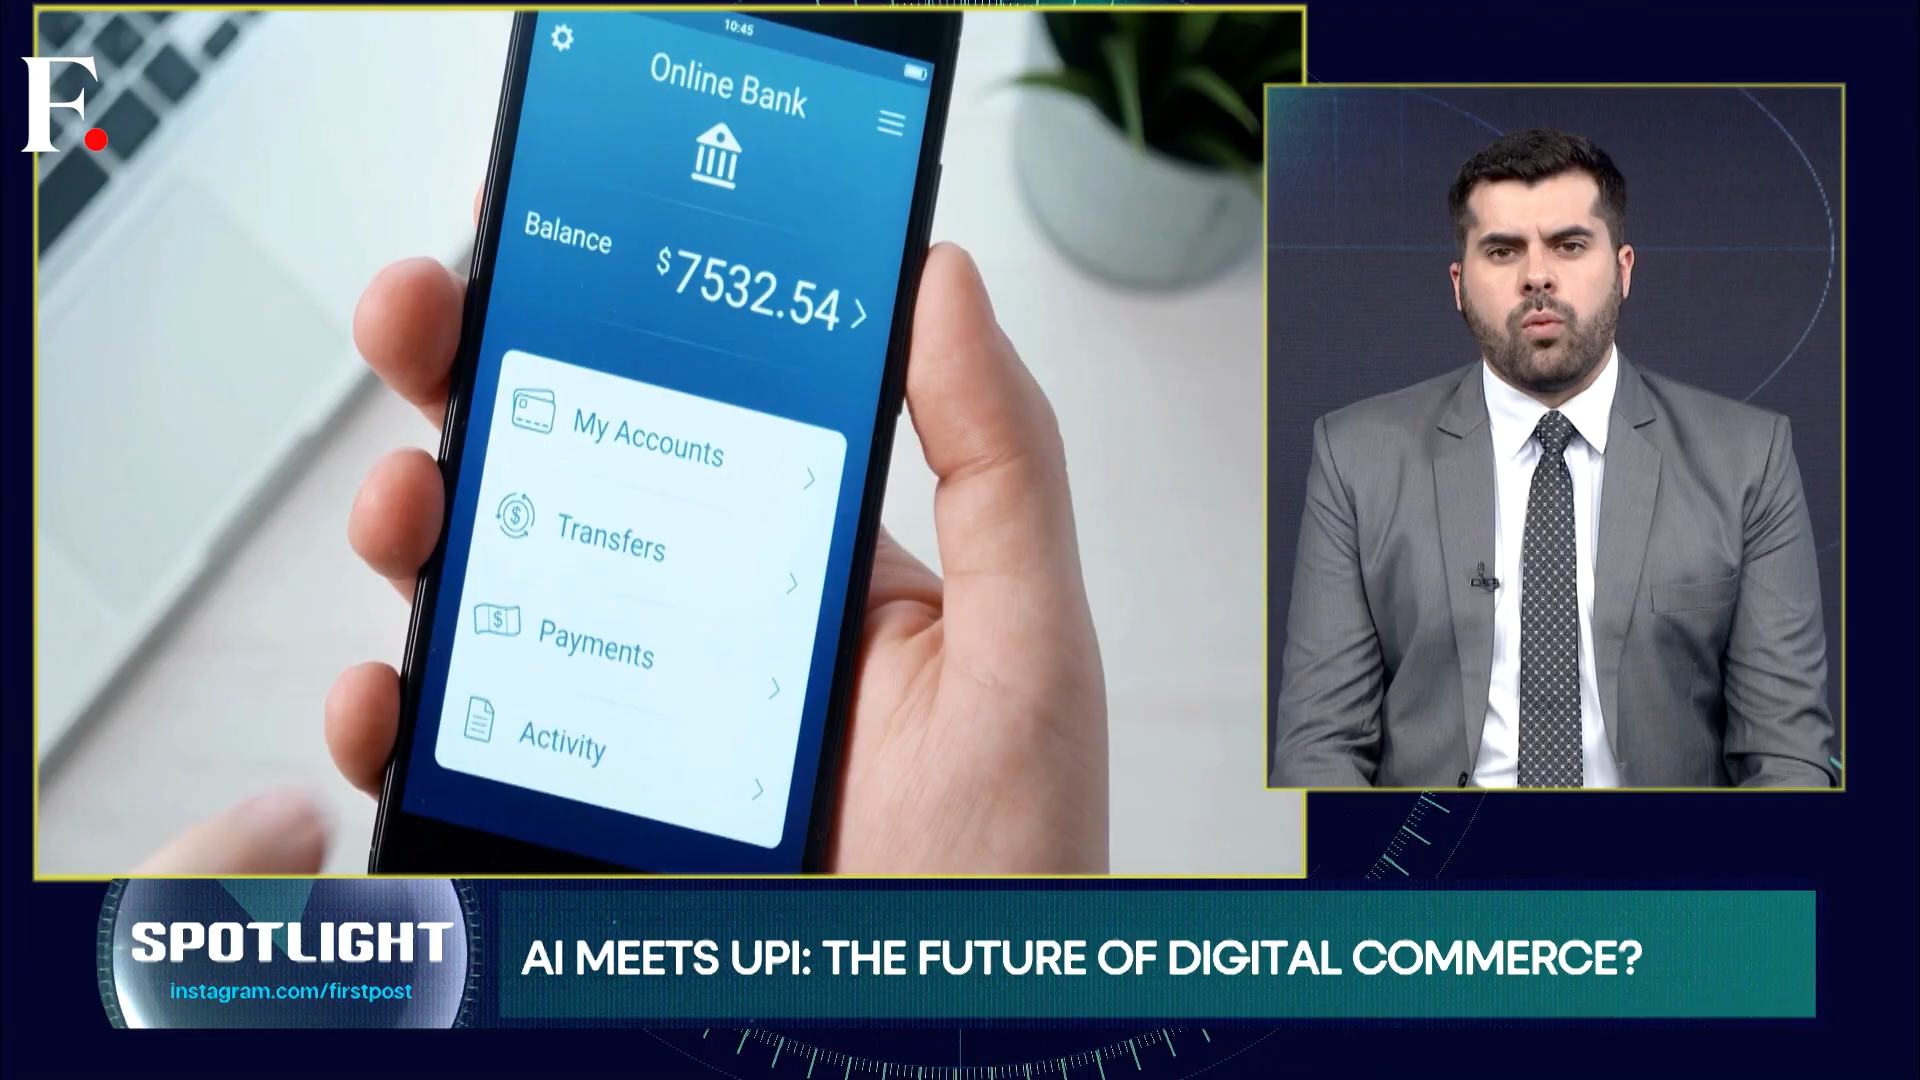 F.
10:45
Online Bank
Balance
$7532.54
My Accounts
Transfers
Payments
Activity
SPOTLIGHT
instagram.com/firstpost
AI MEETS UPI: THE FUTURE OF DIGITAL COMMERCE?